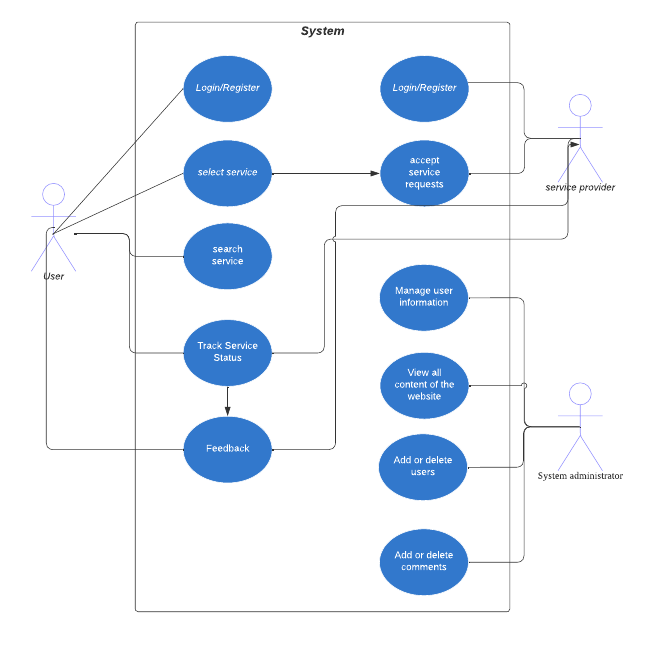 System
Login/Register
Login/Register
select service
accept
service
requests
service provider
search
service
User
Manage user
information
Track Service
Status
View all
content of the
website
Feedback
Add or delete
users
System administrator
Add or delete
comments